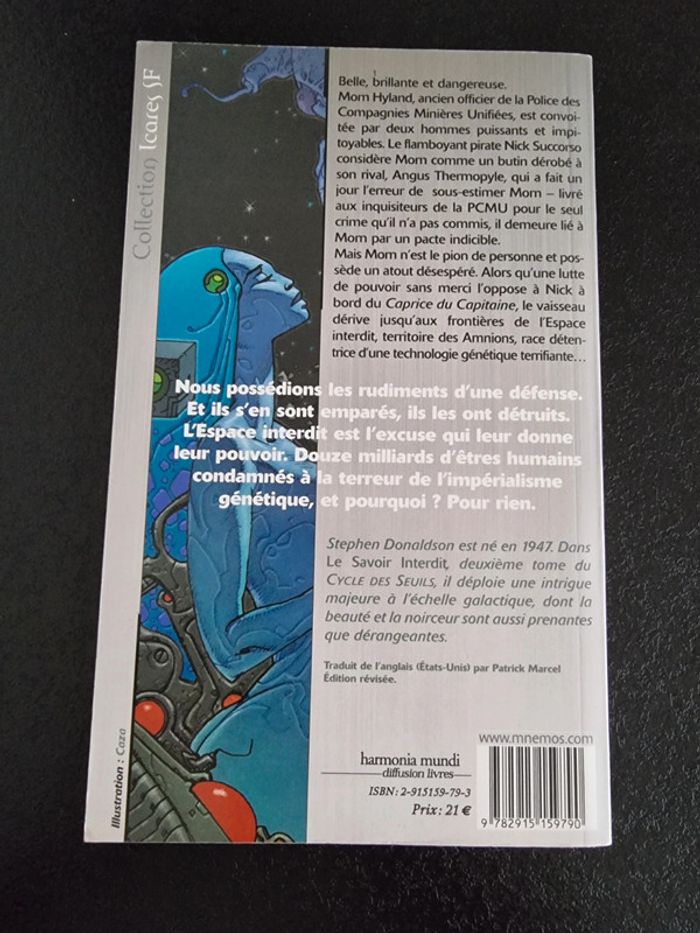 Collection Icares SF
Belle, brillante et dangereuse.
Morn Hyland, ancien officier de la Police des
Compagnies Minières Unifiées, est convoi-
tée par deux hommes puissants et impi-
toyables. Le flamboyant pirate Nick Succorso
considère Morn comme un butin dérobé à
son rival, Angus Thermopyle, qui a fait un
jour l'erreur de sous-estimer Morn – livré
aux inquisiteurs de la PCMU pour le seul
crime qu'il n'a pas commis, il demeure lié à
Morn par un pacte indicible.
Mais Morn n'est le pion de personne et pos-
sède un atout désespéré. Alors qu'une lutte
de pouvoir sans merci l'oppose à Nick à
bord du Caprice du Capitaine, le vaisseau
dérive jusqu'aux frontières de l'Espace
interdit, territoire des Amnions, race déten-
trice d'une technologie génétique terrifiante...
Nous possédions les rudiments d'une défense.
Et ils s'en sont emparés, ils les ont détruits.
L'Espace interdit est l'excuse qui leur donne
leur pouvoir. Douze milliards d'êtres humains
condamnés à la terreur de l'impérialisme
génétique, et pourquoi ? Pour rien.
Stephen Donaldson est né en 1947. Dans
Le Savoir Interdit, deuxième tome du
CYCLE DES SEUILS, il déploie une intrigue
majeure à l'échelle galactique, dont la
beauté et la noirceur sont aussi prenantes
que dérangeantes.
Traduit de l'anglais (États-Unis) par Patrick Marcel
Édition révisée.
www.mnemos.com
harmonia mundi
diffusion livres
ISBN : 2-915159-79-3
Prix : 21 €
9 782915 159790
Illustration : Caza